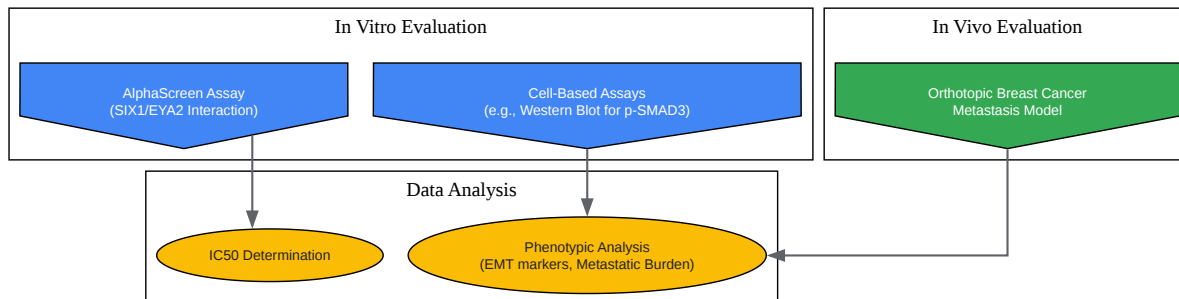 In Vitro Evaluation
In Vivo Evaluation
AlphaScreen Assay
(SIX1/EYA2 Interaction)
Cell-Based Assays
(e.g., Western Blot for p-SMAD3)
Orthotopic Breast Cancer
Metastasis Model
Data Analysis
IC50 Determination
Phenotypic Analysis
(EMT markers, Metastatic Burden)